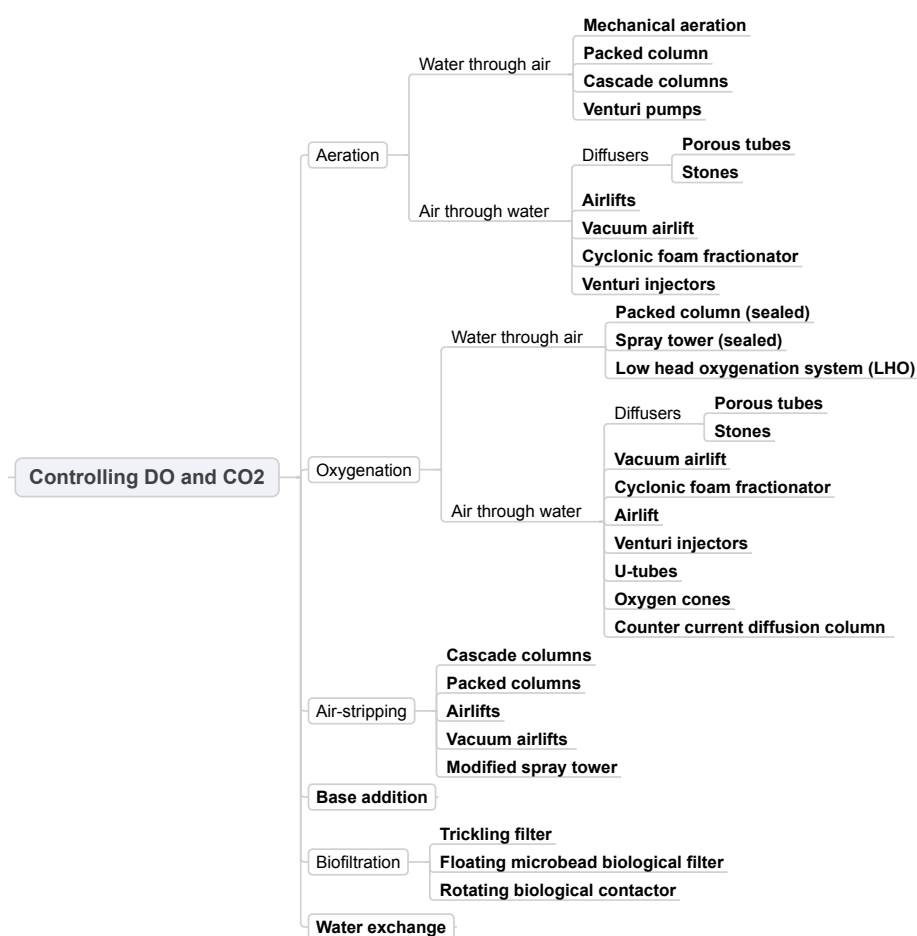 Controlling DO and CO2
Aeration
Water through air
Mechanical aeration
Packed column
Cascade columns
Venturi pumps
Air through water
Diffusers
Porous tubes
Stones
Airlifts
Vacuum airlift
Cyclonic foam fractionator
Venturi injectors
Oxygenation
Water through air
Packed column (sealed)
Spray tower (sealed)
Low head oxygenation system (LHO)
Air through water
Diffusers
Porous tubes
Stones
Vacuum airlift
Cyclonic foam fractionator
Airlift
Venturi injectors
U-tubes
Oxygen cones
Counter current diffusion column
Air-stripping
Cascade columns
Packed columns
Airlifts
Vacuum airlifts
Modified spray tower
Base addition
Biofiltration
Trickling filter
Floating microbead biological filter
Rotating biological contactor
Water exchange